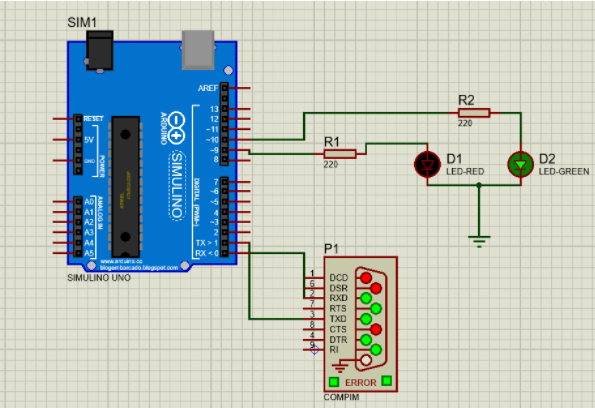 SIM1
AREF
13
12
~11
~10
~9
8
RESET
5V
GND
POWER
ARDUINO
SIMULINO
DIGITAL (PWM~)
7
~6
~5
4
~3
2
TX > 1
RX < 0
ANALOG IN
A0
A1
A2
A3
A4
A5
www.arduino.cc
blogembarcado.blogspot.com
SIMULINO UNO
R1
220
R2
220
D1
LED-RED
D2
LED-GREEN
P1
1 DCD
6 DSR
2 RXD
7 RTS
3 TXD
8 CTS
4 DTR
9 RI
ERROR
COMPIM